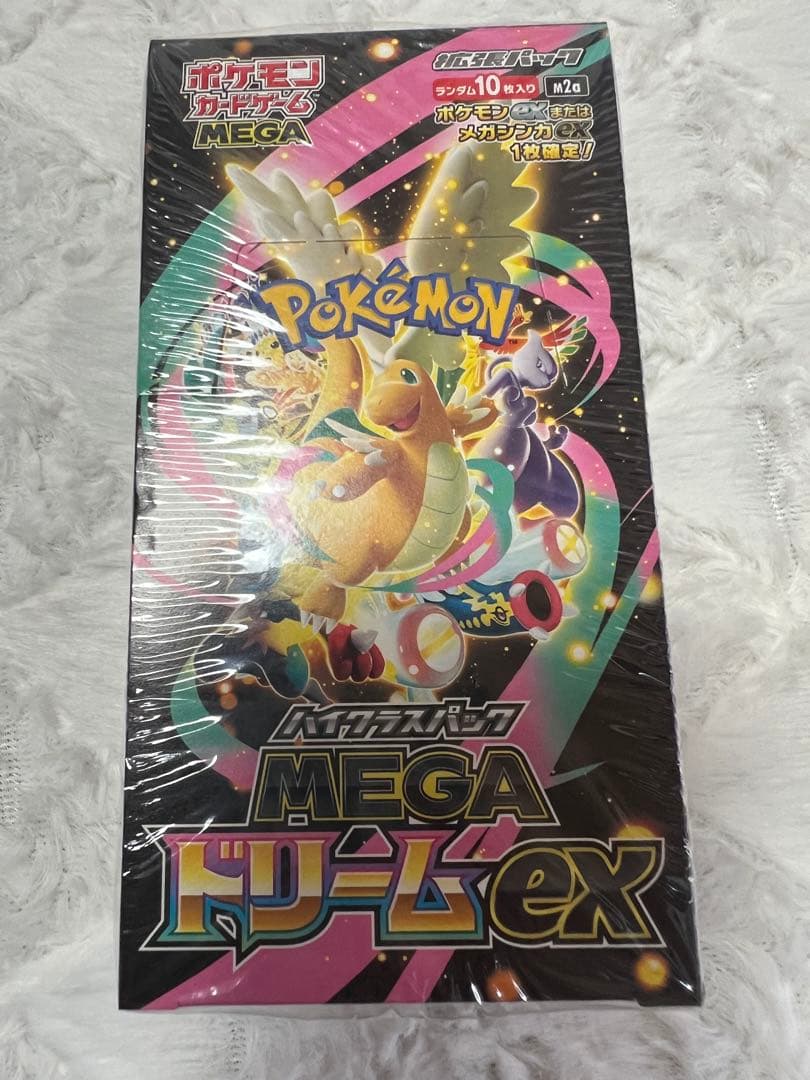 ポケモン
カードゲーム
MEGA
拡張パック
ランダム10枚入り M2a
ポケモンexまたは
メガシンカex
1枚確定!
POKéMON
TM
ハイクラスパック
MEGA
ドリームex